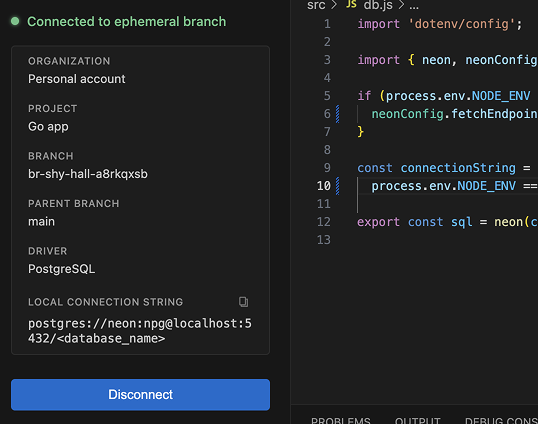 Connected to ephemeral branch
ORGANIZATION
Personal account
PROJECT
Go app
BRANCH
br-shy-hall-a8rkqxsb
PARENT BRANCH
main
DRIVER
PostgreSQL
LOCAL CONNECTION STRING
postgres://neon:npg@localhost:5
432/<database_name>
Disconnect
src > JS db.js > ...
1 import 'dotenv/config';
2
3 import { neon, neonConfig
4
5 if (process.env.NODE_ENV
6 neonConfig.fetchEndpoin
7 }
8
9 const connectionString =
10 process.env.NODE_ENV ==
11
12 export const sql = neon(c
13
PROBLEMS OUTPUT DEBUG CONS